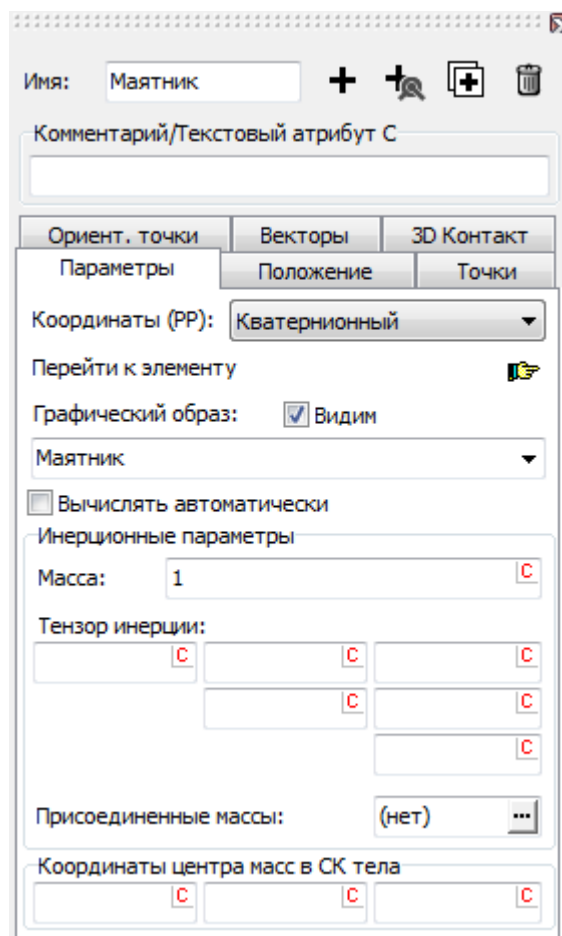 Имя: Маятник
Комментарий/Текстовый атрибут C
Ориент. точки Векторы 3D Контакт
Параметры Положение Точки
Координаты (PP): Кватернионный
Перейти к элементу
Графический образ: Видим
Маятник
Вычислять автоматически
Инерционные параметры
Масса: 1 C
Тензор инерции:
C C C
C C
C
Присоединенные массы: (нет) ...
Координаты центра масс в СК тела
C C C